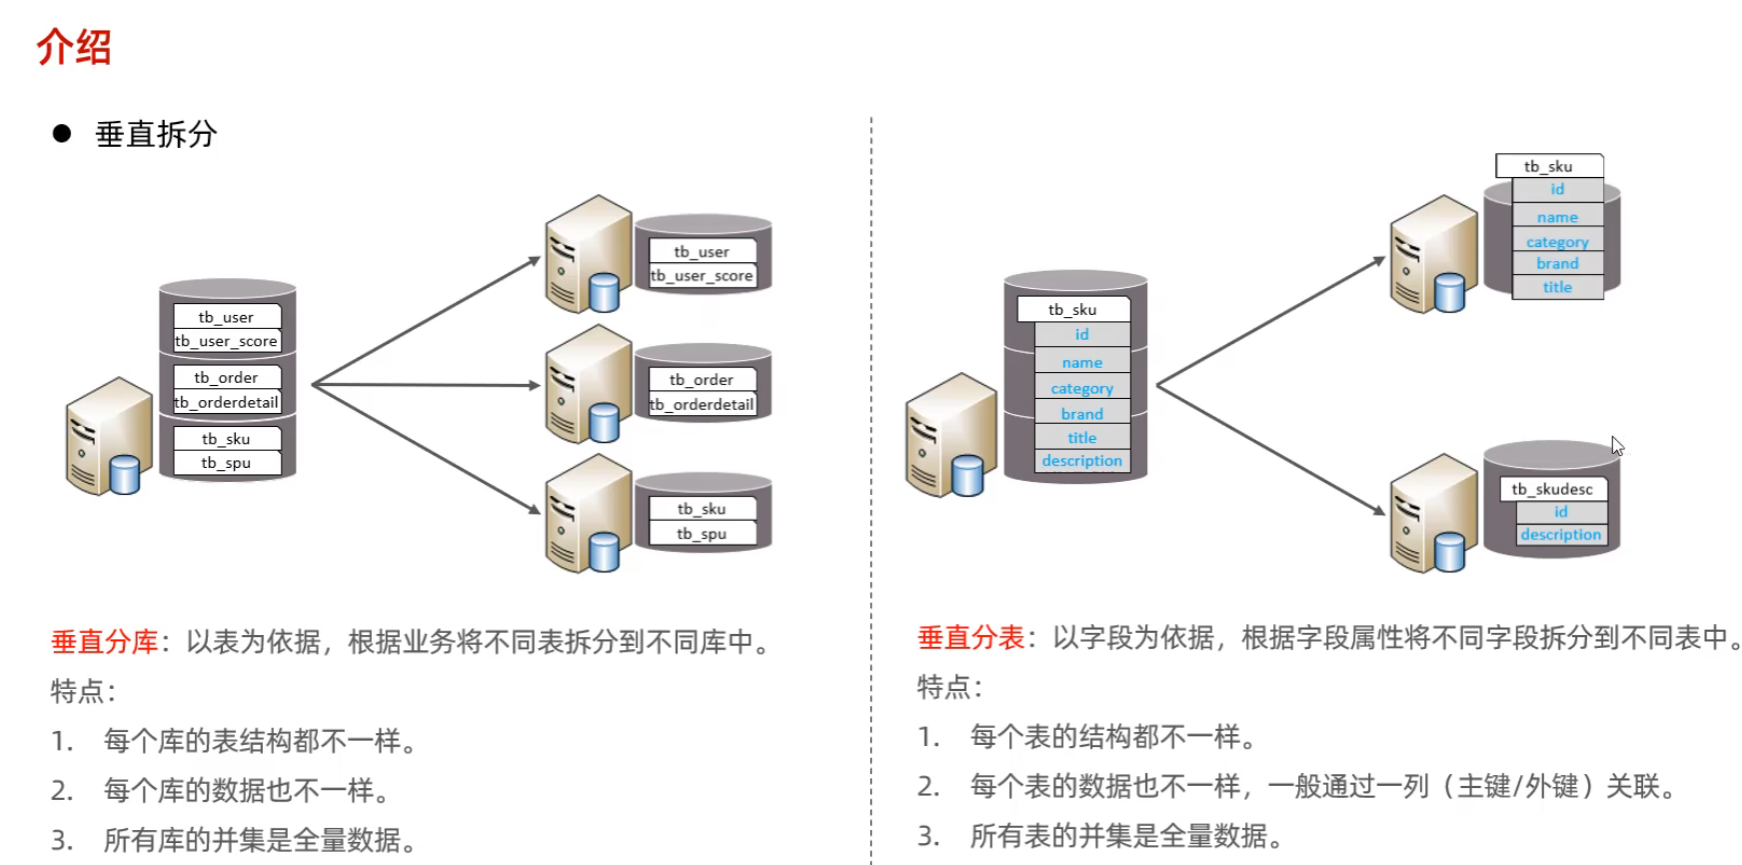 介绍
● 垂直拆分
tb_user
tb_user_score
tb_order
tb_orderdetail
tb_sku
tb_spu
tb_user
tb_user_score
tb_order
tb_orderdetail
tb_sku
tb_spu
垂直分库：以表为依据，根据业务将不同表拆分到不同库中。
特点：
1. 每个库的表结构都不一样。
2. 每个库的数据也不一样。
3. 所有库的并集是全量数据。
tb_sku
id
name
category
brand
title
description
tb_sku
id
name
category
brand
title
tb_skudesc
id
description
垂直分表：以字段为依据，根据字段属性将不同字段拆分到不同表中。
特点：
1. 每个表的结构都不一样。
2. 每个表的数据也不一样，一般通过一列（主键/外键）关联。
3. 所有表的并集是全量数据。